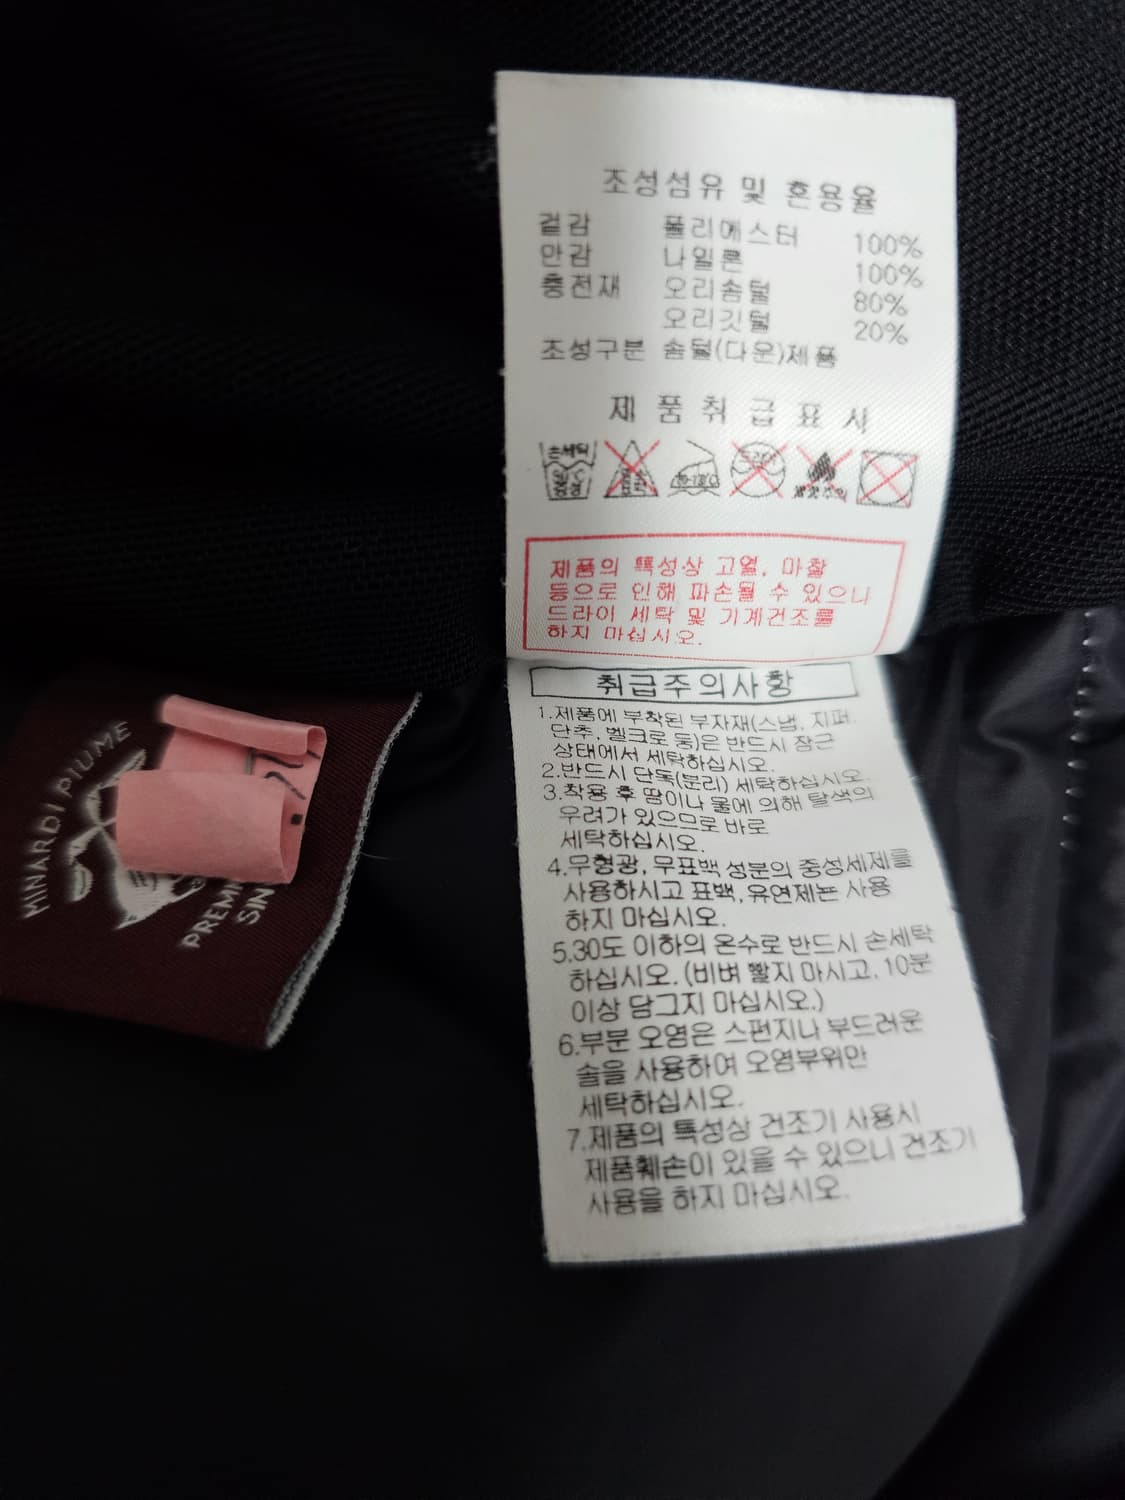 조성섬유 및 혼용율
겉감 폴리에스터 100%
안감 나일론 100%
충전재 오리솜털 80%
오리깃털 20%
조성구분 솜털(다운)제품
제 품 취 급 표 시
손세탁
제품의 특성상 고열, 마찰
등으로 인해 파손될 수 있으니
드라이 세탁 및 기계건조를
하지 마십시오.
취급주의사항
1.제품에 부착된 부자재(스냅, 지퍼,
단추, 벨크로 등)은 반드시 잠근
상태에서 세탁하십시오.
2.반드시 단독(분리) 세탁하십시오.
3.착용 후 땀이나 물에 의해 탈색의
우려가 있으므로 바로
세탁하십시오.
4.무형광, 무표백 성분의 중성세제를
사용하시고 표백, 유연제는 사용
하지 마십시오.
5.30도 이하의 온수로 반드시 손세탁
하십시오. (비벼 빨지 마시고, 10분
이상 담그지 마십시오.)
6.부분 오염은 스펀지나 부드러운
솔을 사용하여 오염부위만
세탁하십시오.
7.제품의 특성상 건조기 사용시
제품훼손이 있을 수 있으니 건조기
사용을 하지 마십시오.
MINARDI PIUME
PREMI
SIN